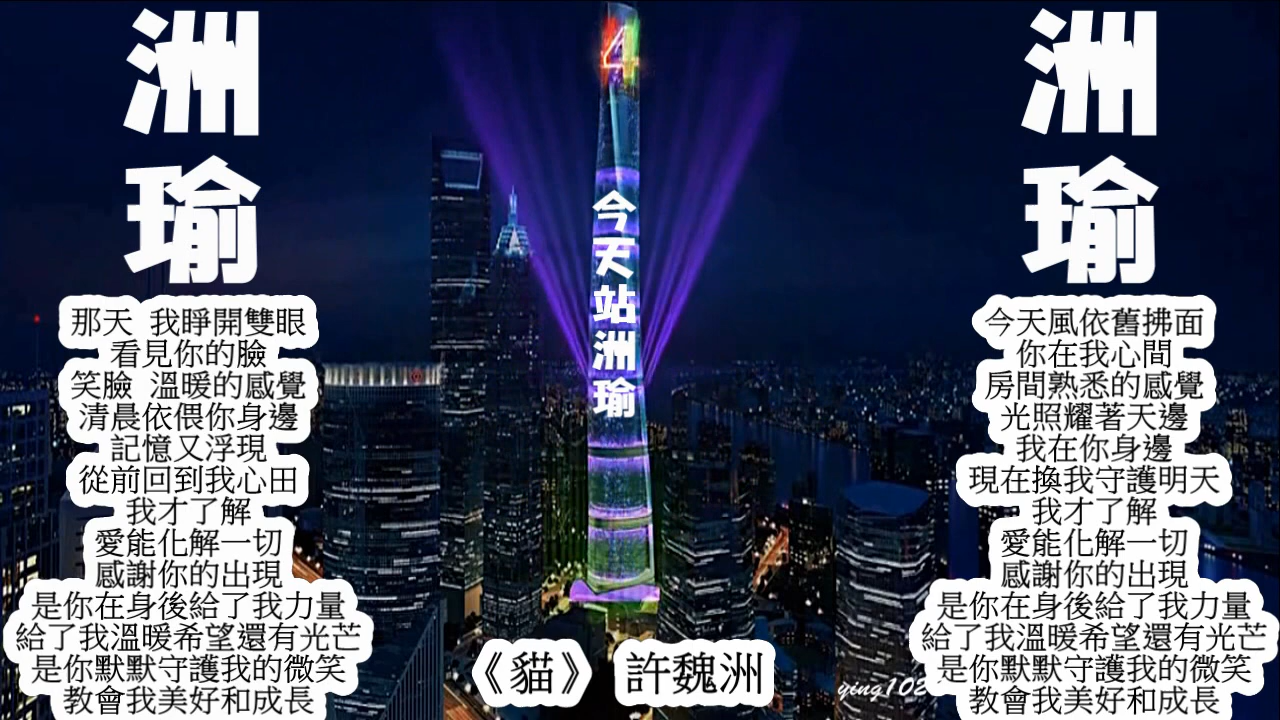 洲瑜
那天 我睜開雙眼
看見你的臉
笑臉 溫暖的感覺
清晨依偎你身邊
記憶又浮現
從前回到我心田
我才了解
愛能化解一切
感謝你的出現
是你在身後給了我力量
給了我溫暖希望還有光芒
是你默默守護我的微笑
教會我美好和成長
4
今天站洲瑜
《貓》 許魏洲
洲瑜
今天風依舊拂面
你在我心間
房間熟悉的感覺
光照耀著天邊
我在你身邊
現在換我守護明天
我才了解
愛能化解一切
感謝你的出現
是你在身後給了我力量
給了我溫暖希望還有光芒
是你默默守護我的微笑
教會我美好和成長